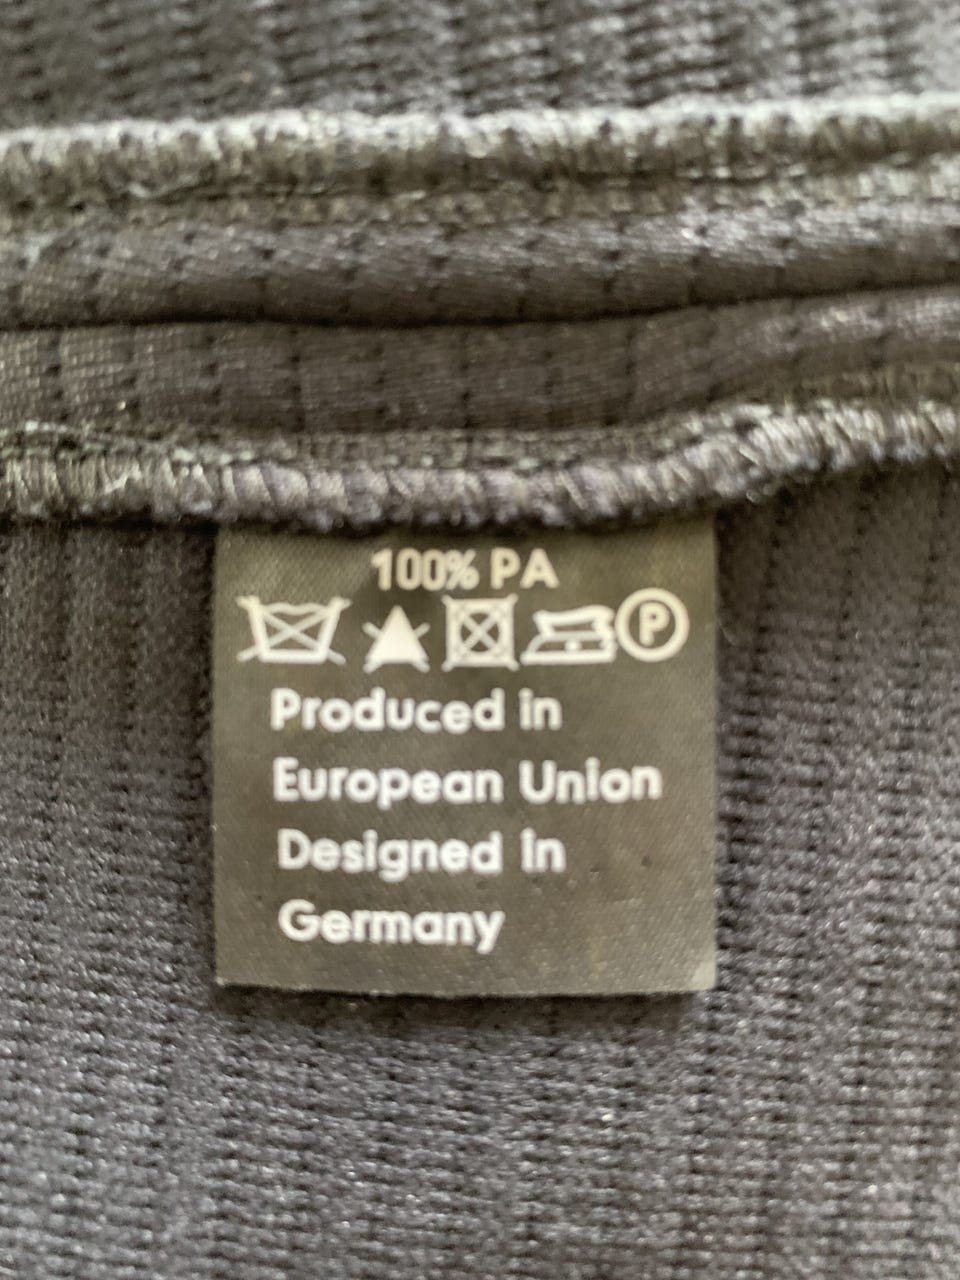 100% PA
P
Produced in
European Union
Designed in
Germany